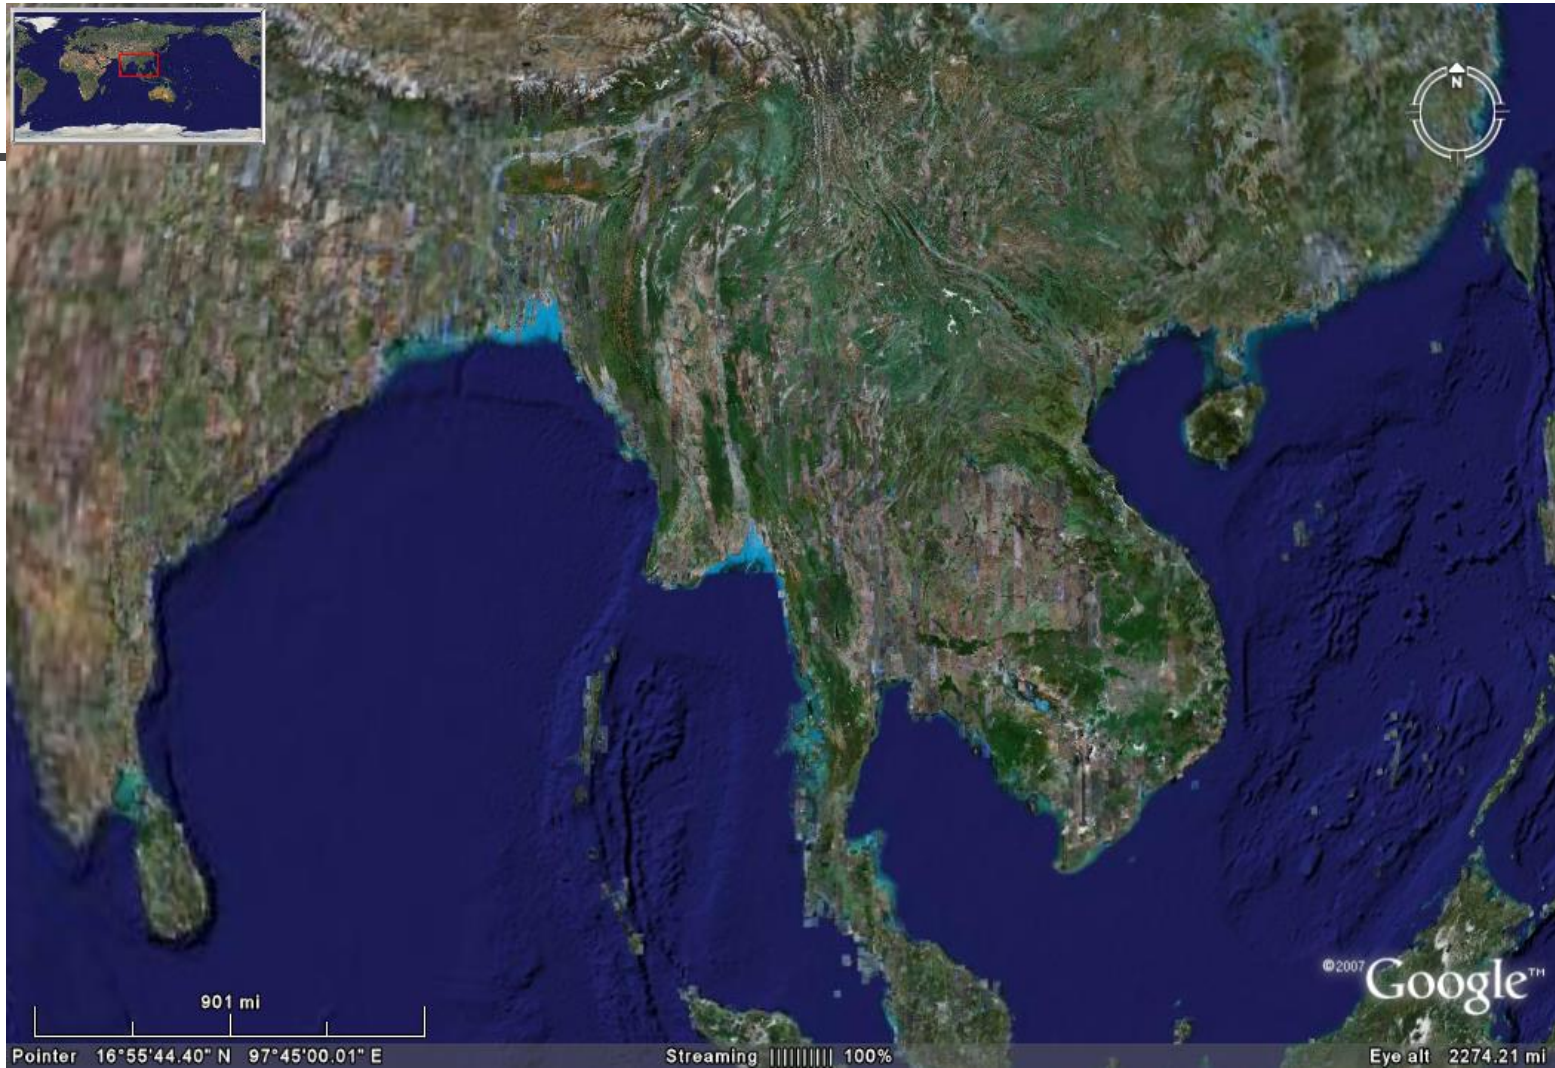 N
©2007 Google™
901 mi
Pointer 16°55'44.40" N 97°45'00.01" E Streaming |||||||||| 100% Eye alt 2274.21 mi